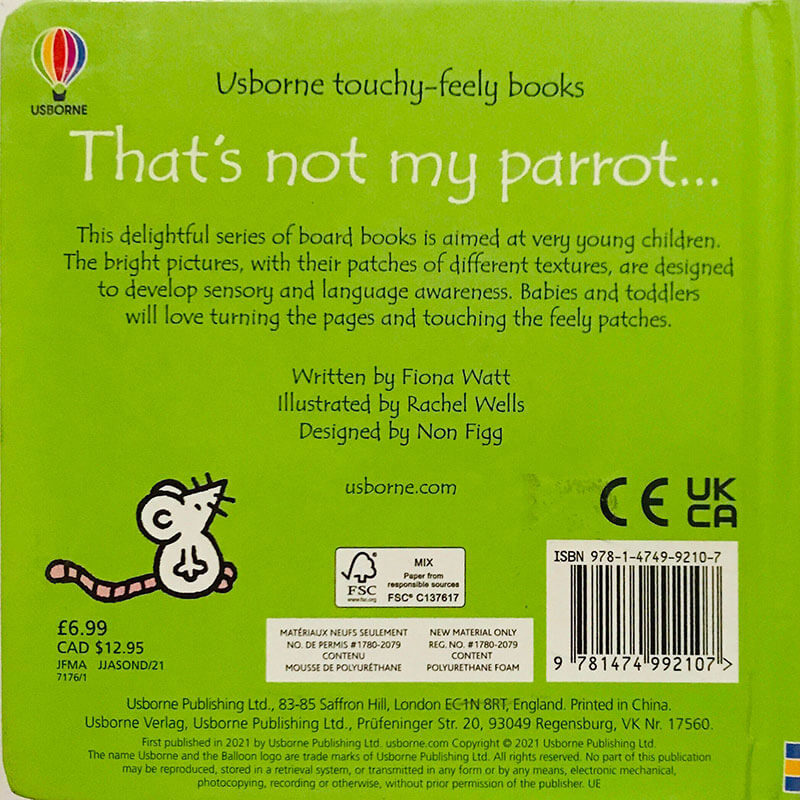 USBORNE
Usborne touchy-feely books
That's not my parrot...
This delightful series of board books is aimed at very young children.
The bright pictures, with their patches of different textures, are designed
to develop sensory and language awareness. Babies and toddlers
will love turning the pages and touching the feely patches.
Written by Fiona Watt
Illustrated by Rachel Wells
Designed by Non Figg
usborne.com
CE
UK
CA
FSC
www.fsc.org
MIX
Paper from
responsible sources
FSC® C137617
ISBN 978-1-4749-9210-7
9 781474 992107 >
£6.99
CAD $12.95
JFMA JJASOND/21
7176/1
MATÉRIAUX NEUFS SEULEMENT
NO. DE PERMIS #1780-2079
CONTENU
MOUSSE DE POLYURÉTHANE
NEW MATERIAL ONLY
REG. NO. #1780-2079
CONTENT
POLYURETHANE FOAM
Usborne Publishing Ltd., 83-85 Saffron Hill, London EC1N 8RT, England. Printed in China.
Usborne Verlag, Usborne Publishing Ltd., Prüfeninger Str. 20, 93049 Regensburg, VK Nr. 17560.
First published in 2021 by Usborne Publishing Ltd. usborne.com Copyright © 2021 Usborne Publishing Ltd.
The name Usborne and the Balloon logo are trade marks of Usborne Publishing Ltd. All rights reserved. No part of this publication
may be reproduced, stored in a retrieval system, or transmitted in any form or by any means, electronic mechanical,
photocopying, recording or otherwise, without prior permission of the publisher. UE